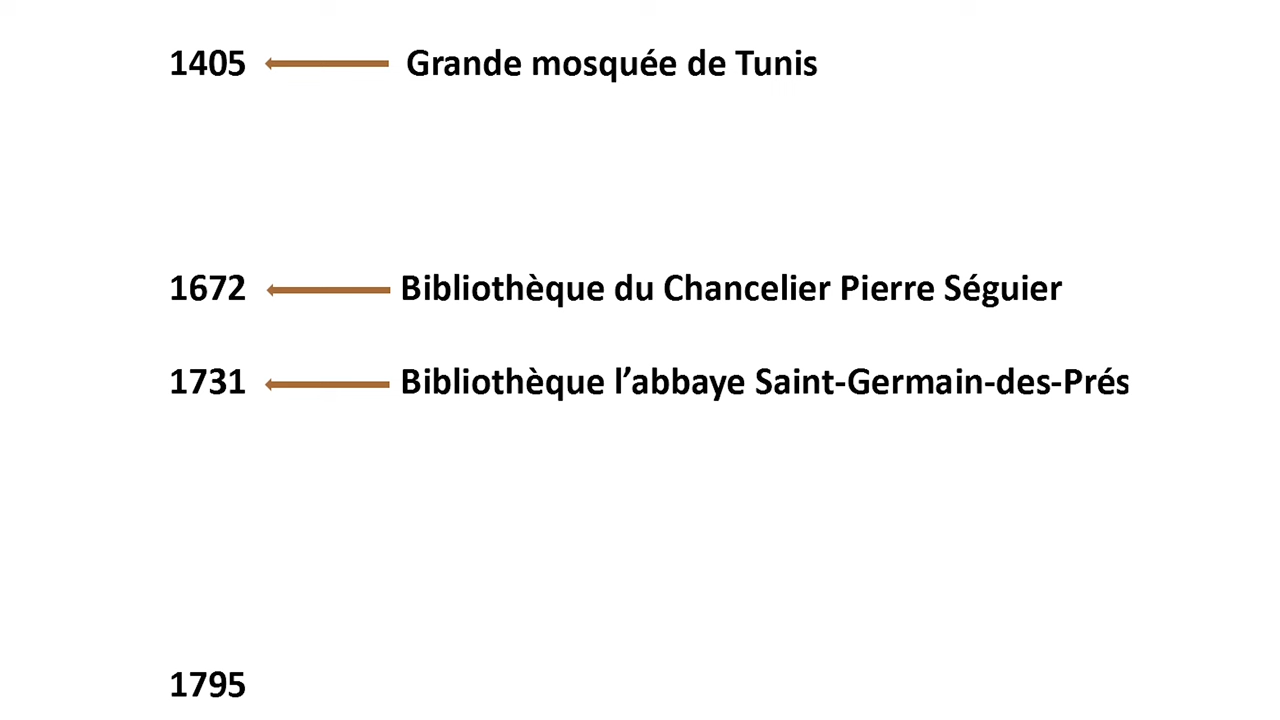 1405 Grande mosquée de Tunis
1672 Bibliothèque du Chancelier Pierre Séguier
1731 Bibliothèque l’abbaye Saint-Germain-des-Prés
1795